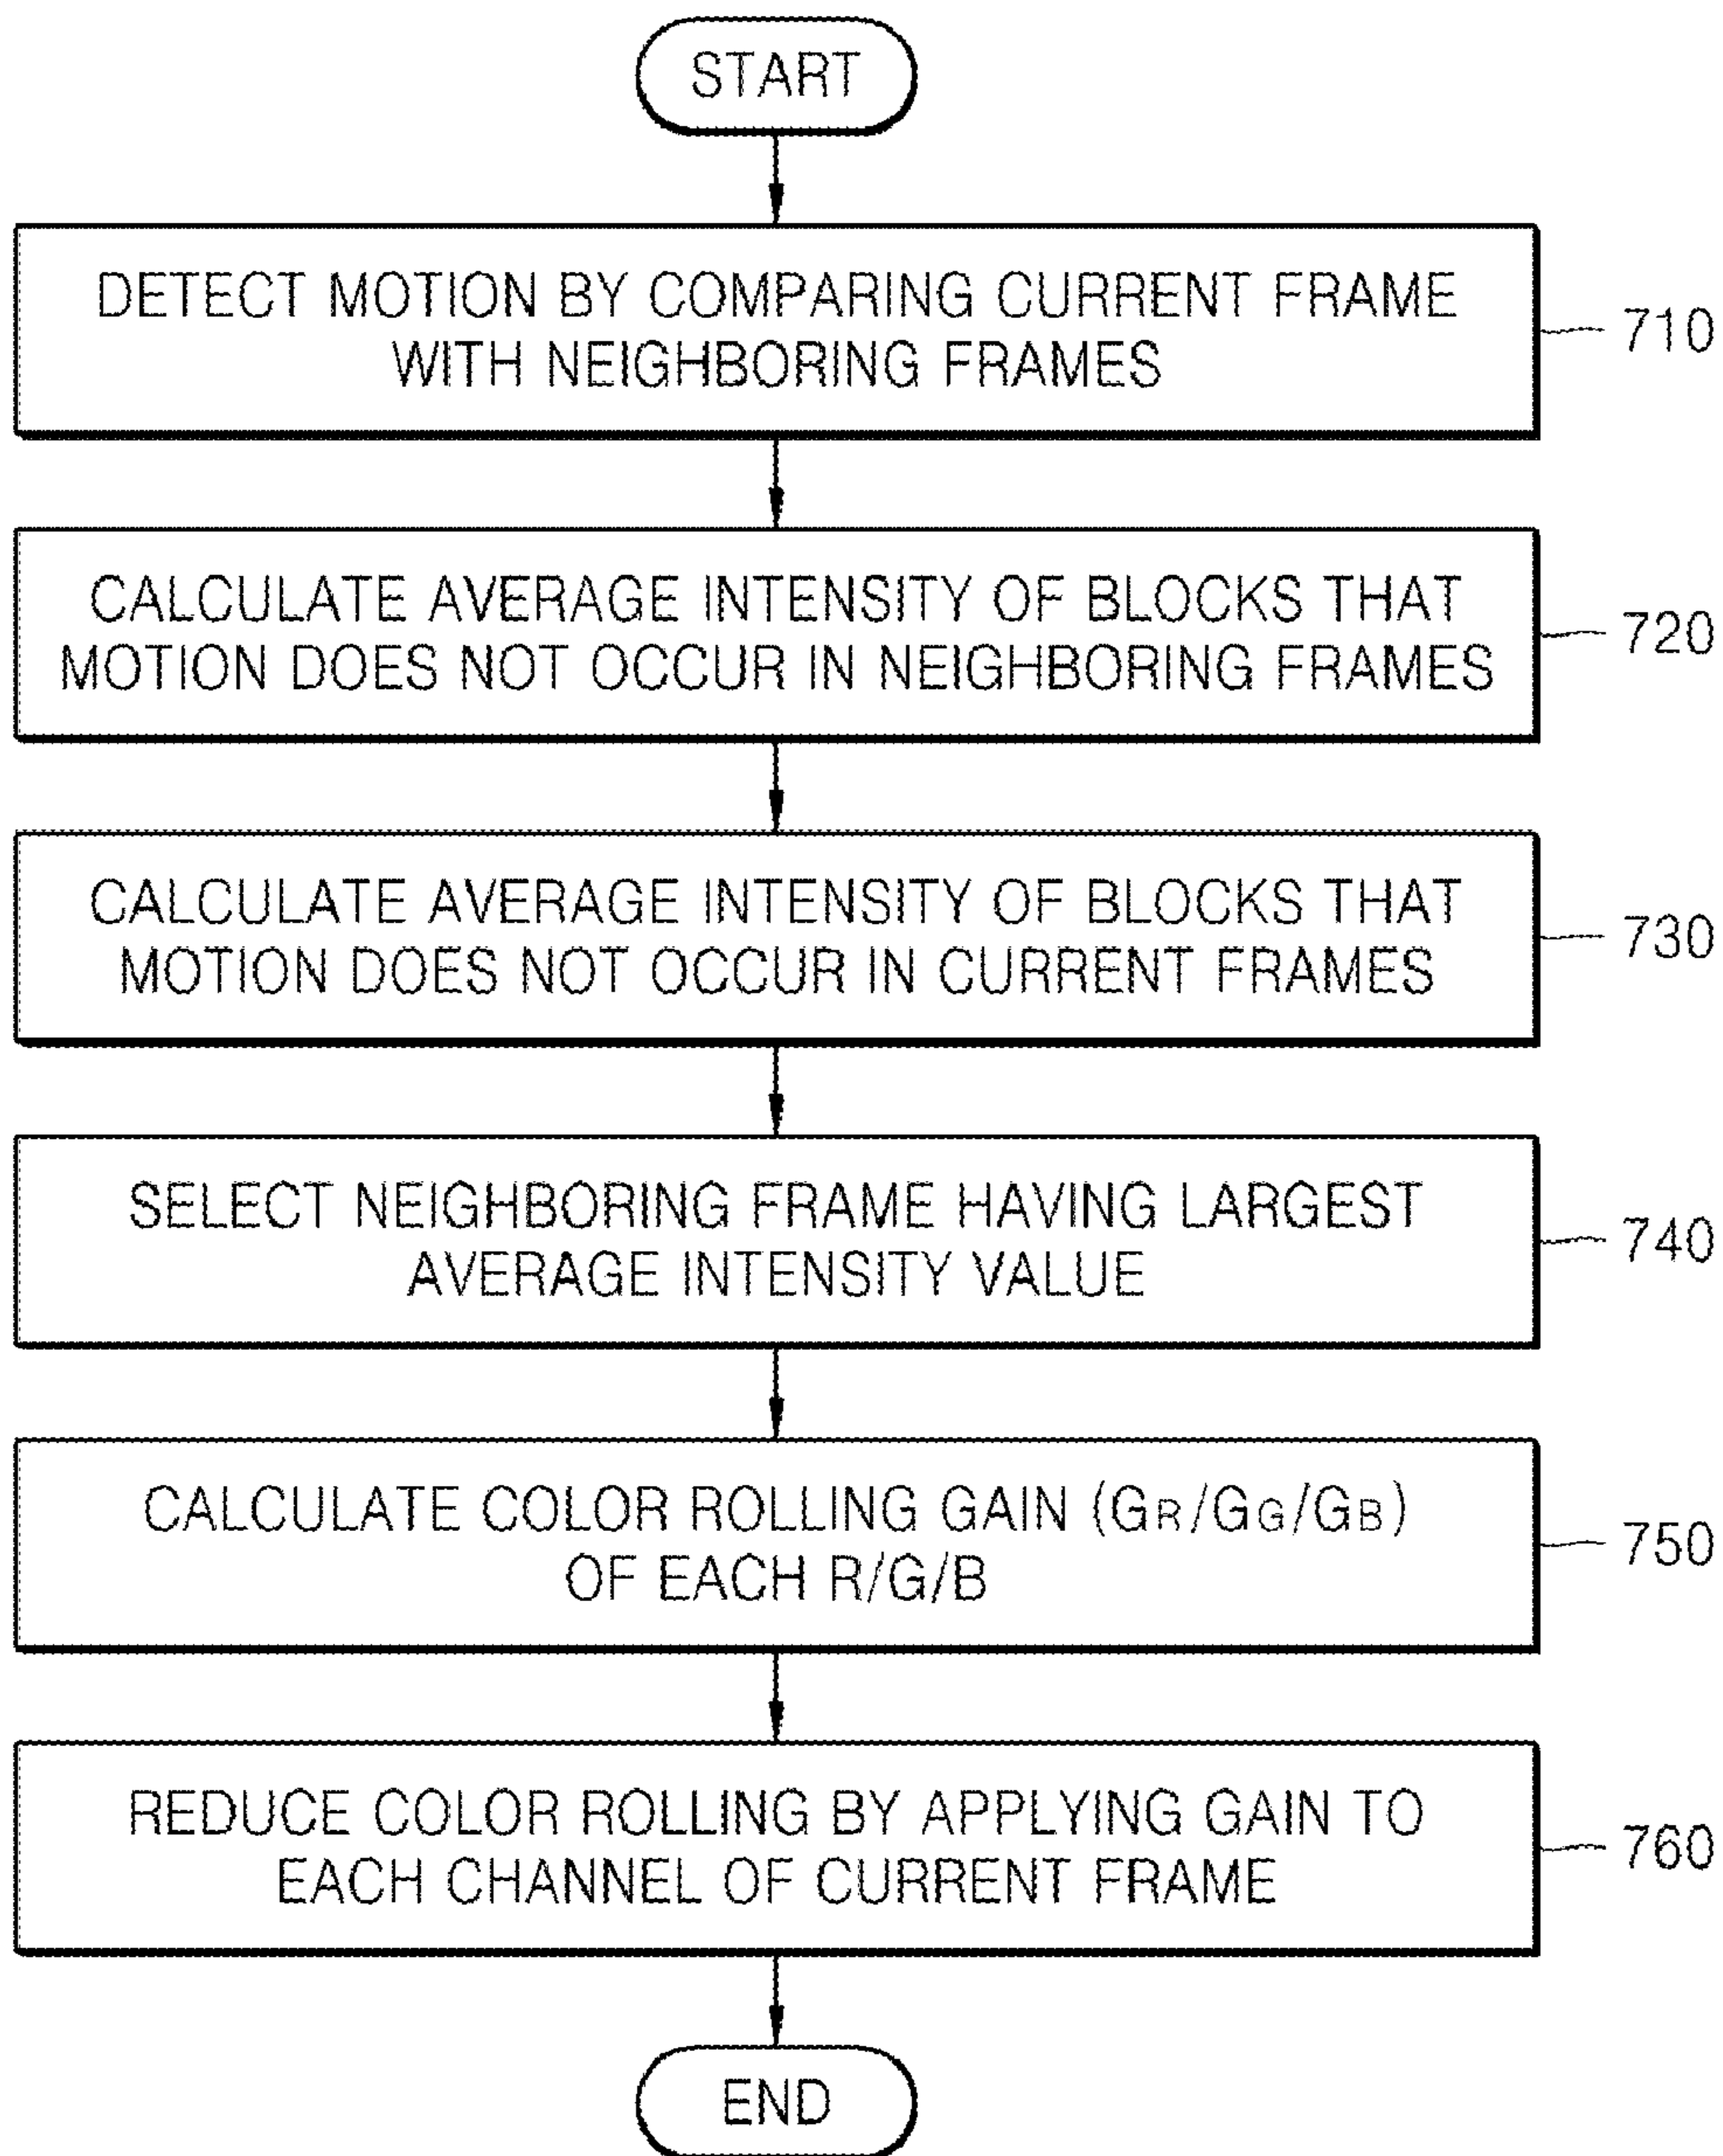 START
DETECT MOTION BY COMPARING CURRENT FRAME
WITH NEIGHBORING FRAMES
710
CALCULATE AVERAGE INTENSITY OF BLOCKS THAT
MOTION DOES NOT OCCUR IN NEIGHBORING FRAMES
720
CALCULATE AVERAGE INTENSITY OF BLOCKS THAT
MOTION DOES NOT OCCUR IN CURRENT FRAMES
730
SELECT NEIGHBORING FRAME HAVING LARGEST
AVERAGE INTENSITY VALUE
740
CALCULATE COLOR ROLLING GAIN (GR/GG/GB)
OF EACH R/G/B
750
REDUCE COLOR ROLLING BY APPLYING GAIN TO
EACH CHANNEL OF CURRENT FRAME
760
END